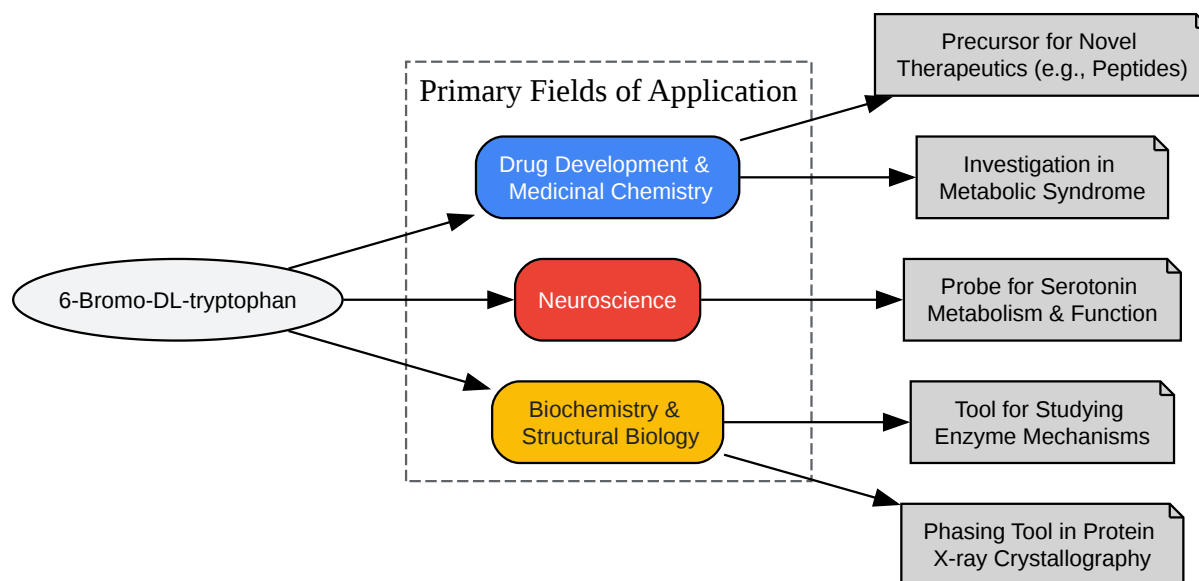 Precursor for Novel
Therapeutics (e.g., Peptides)
Primary Fields of Application
Drug Development &
Medicinal Chemistry
Investigation in
Metabolic Syndrome
6-Bromo-DL-tryptophan
Neuroscience
Probe for Serotonin
Metabolism & Function
Biochemistry &
Structural Biology
Tool for Studying
Enzyme Mechanisms
Phasing Tool in Protein
X-ray Crystallography